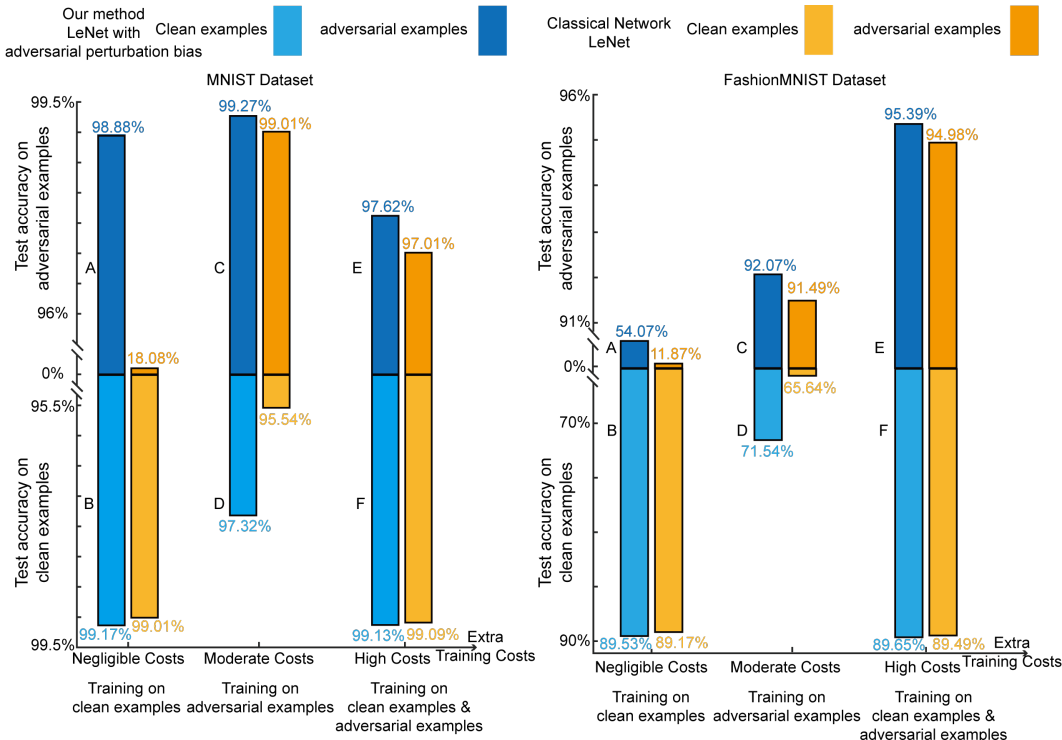 Our method
LeNet with
adversarial perturbation bias
Clean examples
adversarial examples
Classical Network
LeNet
Clean examples
adversarial examples
MNIST Dataset
Test accuracy on
adversarial examples
Test accuracy on
clean examples
99.5%
96%
0%
95.5%
99.5%
98.88%
18.08%
A
B
99.17%
99.01%
99.27%
99.01%
C
95.54%
D
97.32%
97.62%
97.01%
E
F
99.13%
99.09%
Extra
Training Costs
Negligible Costs
Moderate Costs
High Costs
Training on
clean examples
Training on
adversarial examples
Training on
clean examples &
adversarial examples
FashionMNIST Dataset
Test accuracy on
adversarial examples
Test accuracy on
clean examples
96%
91%
0%
70%
90%
54.07%
11.87%
A
B
89.53%
89.17%
92.07%
91.49%
C
65.64%
D
71.54%
95.39%
94.98%
E
F
89.65%
89.49%
Extra
Training Costs
Negligible Costs
Moderate Costs
High Costs
Training on
clean examples
Training on
adversarial examples
Training on
clean examples &
adversarial examples